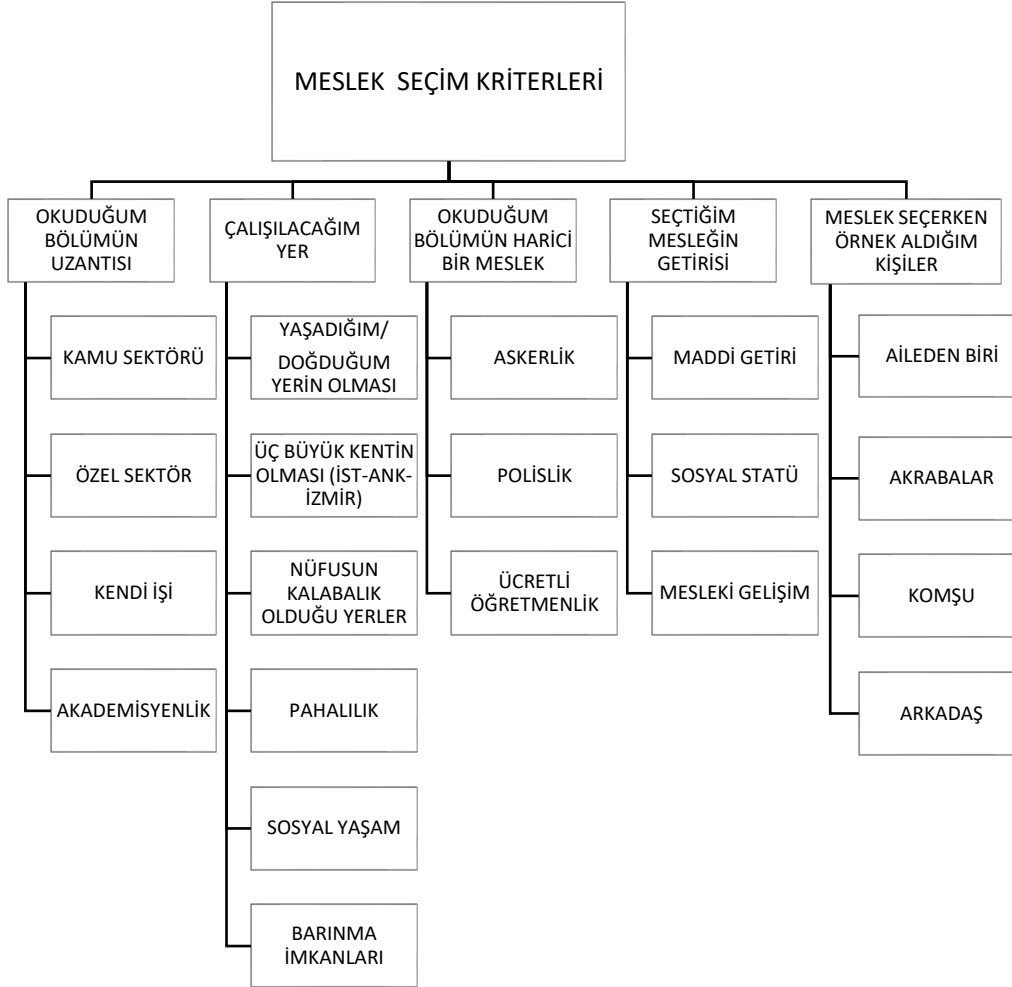 MESLEK  SEÇİM KRİTERLERİ
OKUDUĞUM
BÖLÜMÜN
UZANTISI
KAMU SEKTÖRÜ
ÖZEL SEKTÖR
KENDİ İŞİ
AKADEMİSYENLİK
ÇALIŞILACAĞIM
YER
YAŞADIĞIM/
DOĞDUĞUM
YERİN OLMASI
ÜÇ BÜYÜK KENTİN
OLMASI (İST-ANK-
İZMİR)
NÜFUSUN
KALABALIK
OLDUĞU YERLER
PAHALILIK
SOSYAL YAŞAM
BARINMA
İMKANLARI
OKUDUĞUM
BÖLÜMÜN HARİCİ
BİR MESLEK
ASKERLİK
POLİSLİK
ÜCRETLİ
ÖĞRETMENLİK
SEÇTİĞİM
MESLEĞİN
GETİRİSİ
MADDİ GETİRİ
SOSYAL STATÜ
MESLEKİ GELİŞİM
MESLEK SEÇERKEN
ÖRNEK ALDIĞIM
KİŞİLER
AİLEDEN BİRİ
AKRABALAR
KOMŞU
ARKADAŞ